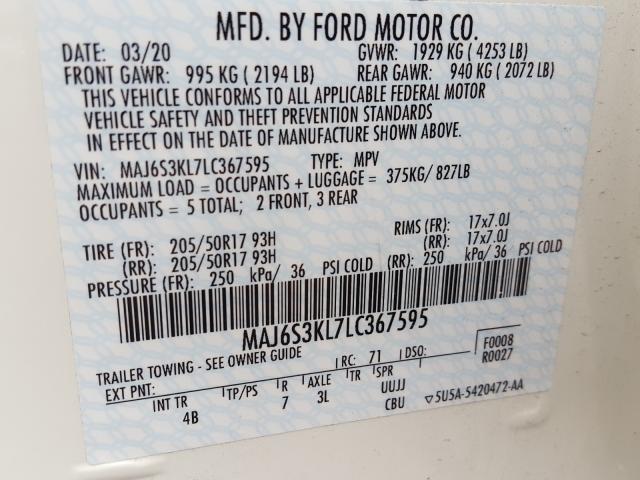 MFD. BY FORD MOTOR CO.
DATE: 03/20 GVWR: 1929 KG ( 4253 LB)
FRONT GAWR: 995 KG ( 2194 LB) REAR GAWR: 940 KG ( 2072 LB)
THIS VEHICLE CONFORMS TO ALL APPLICABLE FEDERAL MOTOR
VEHICLE SAFETY AND THEFT PREVENTION STANDARDS
IN EFFECT ON THE DATE OF MANUFACTURE SHOWN ABOVE.
VIN: MAJ6S3KL7LC367595 TYPE: MPV
MAXIMUM LOAD = OCCUPANTS + LUGGAGE = 375KG/ 827LB
OCCUPANTS = 5 TOTAL; 2 FRONT, 3 REAR
TIRE (FR): 205/50R17 93H RIMS (FR): 17x7.0J
(RR): 205/50R17 93H (RR): 17x7.0J
PRESSURE (FR): 250 kPa/ 36 PSI COLD (RR): 250 kPa/ 36 PSI COLD
MAJ6S3KL7LC367595
TRAILER TOWING - SEE OWNER GUIDE RC: 71 DSO: F0008
R0027
EXT PNT: INT TR TP/PS R AXLE TR SPR UUJJ
4B 7 3L CBU 5U5A-5420472-AA